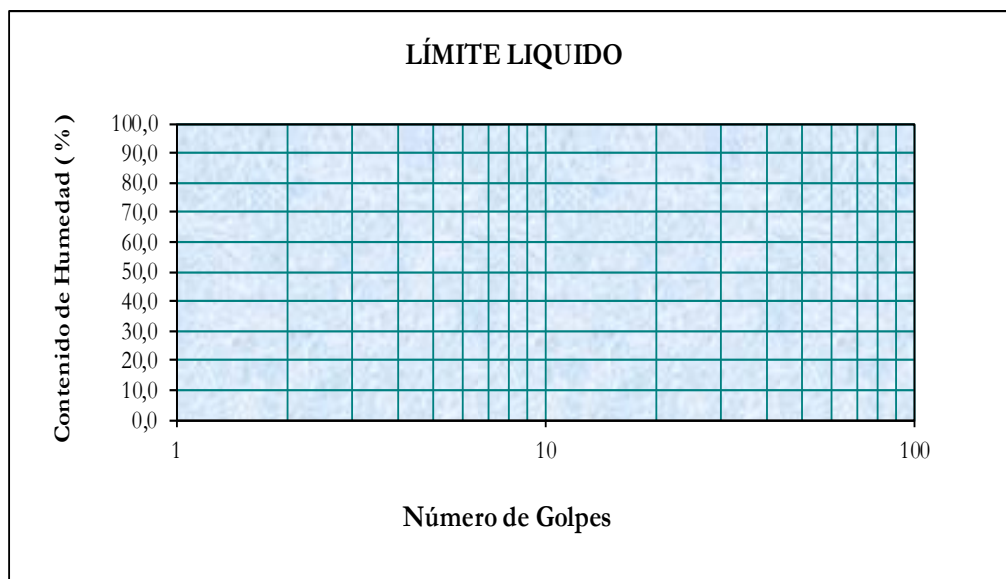 LÍMITE LIQUIDO
Contenido de Humedad ( % )
100,0
90,0
80,0
70,0
60,0
50,0
40,0
30,0
20,0
10,0
0,0
1 10 100
Número de Golpes